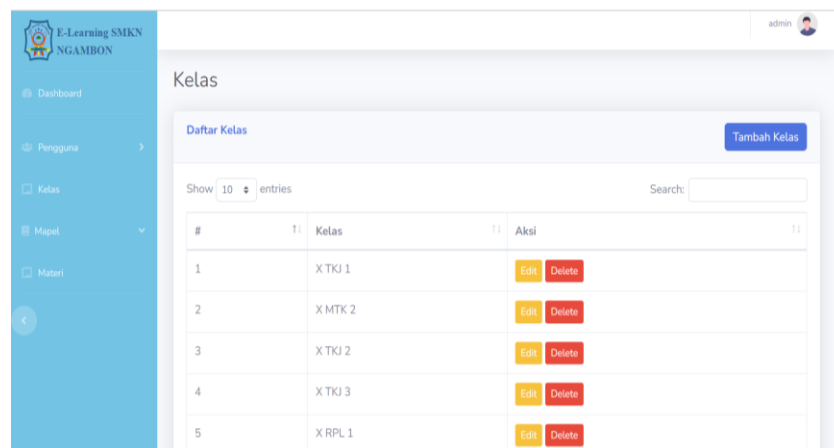 E-Learning SMKN
NGAMBON
admin
Dashboard
Pengguna
Kelas
Mapel
Materi
Kelas
Daftar Kelas
Tambah Kelas
Show 10 entries
Search:
# Kelas Aksi
1 X TKJ 1 Edit Delete
2 X MTK 2 Edit Delete
3 X TKJ 2 Edit Delete
4 X TKJ 3 Edit Delete
5 X RPL 1 Edit Delete